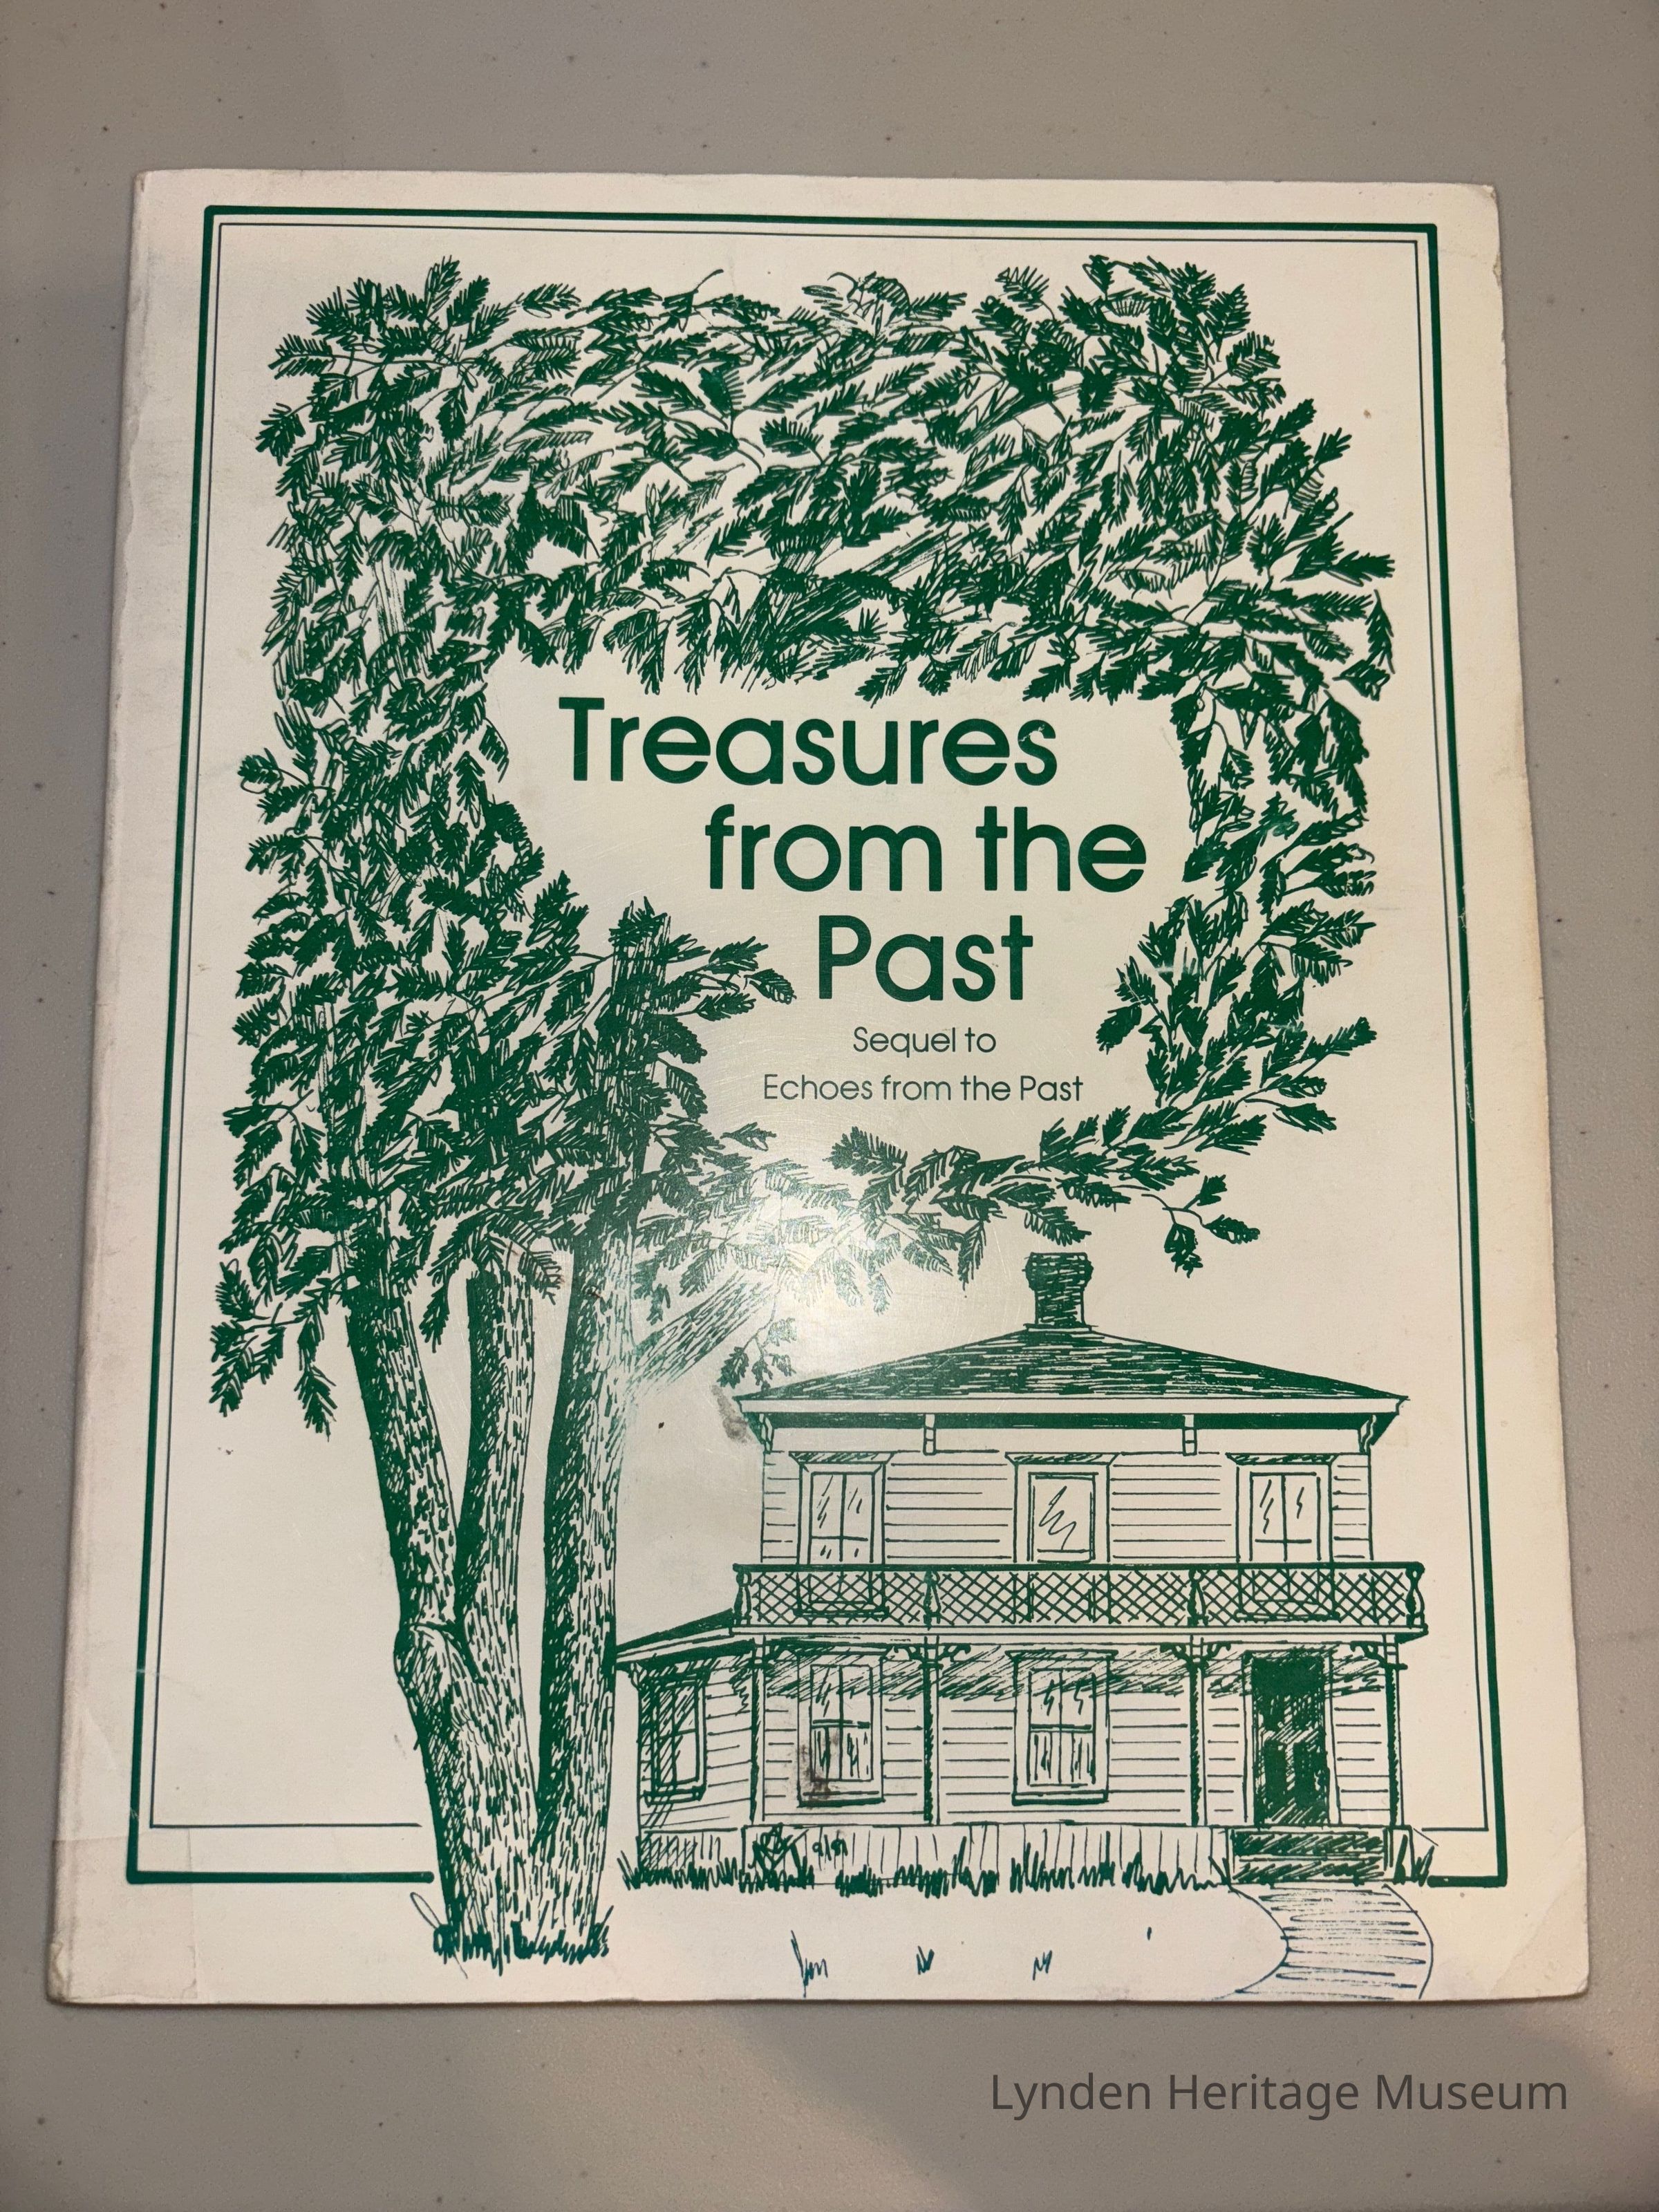 Treasures
from the
Past
Sequel to
Echoes from the Past
Lynden Heritage Museum